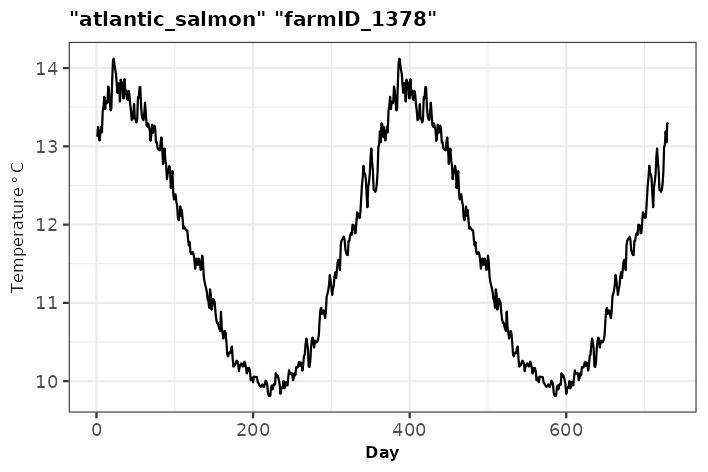 "atlantic_salmon" "farmID_1378"
Temperature ° C
14
13
12
11
10
0 200 400 600
Day